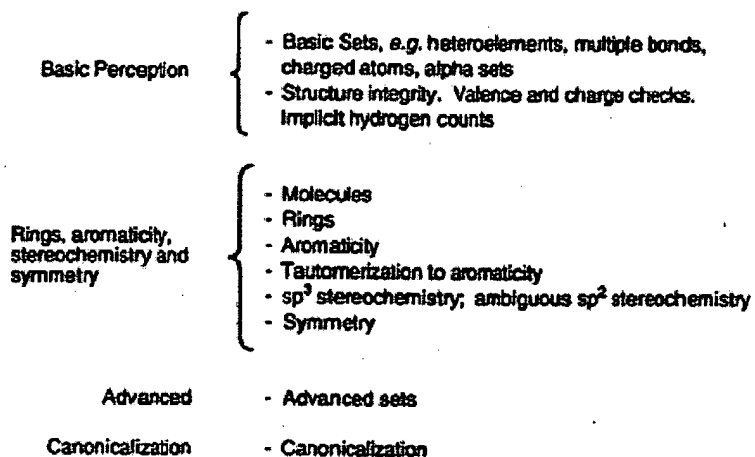 Basic Perception
- Basic Sets, e.g. heteroelements, multiple bonds,
charged atoms, alpha sets
- Structure integrity. Valence and charge checks.
Implicit hydrogen counts
Rings, aromaticity,
stereochemistry and
symmetry
- Molecules
- Rings
- Aromaticity
- Tautomerization to aromaticity
- sp³ stereochemistry; ambiguous sp² stereochemistry
- Symmetry
Advanced - Advanced sets
Canonicalization - Canonicalization